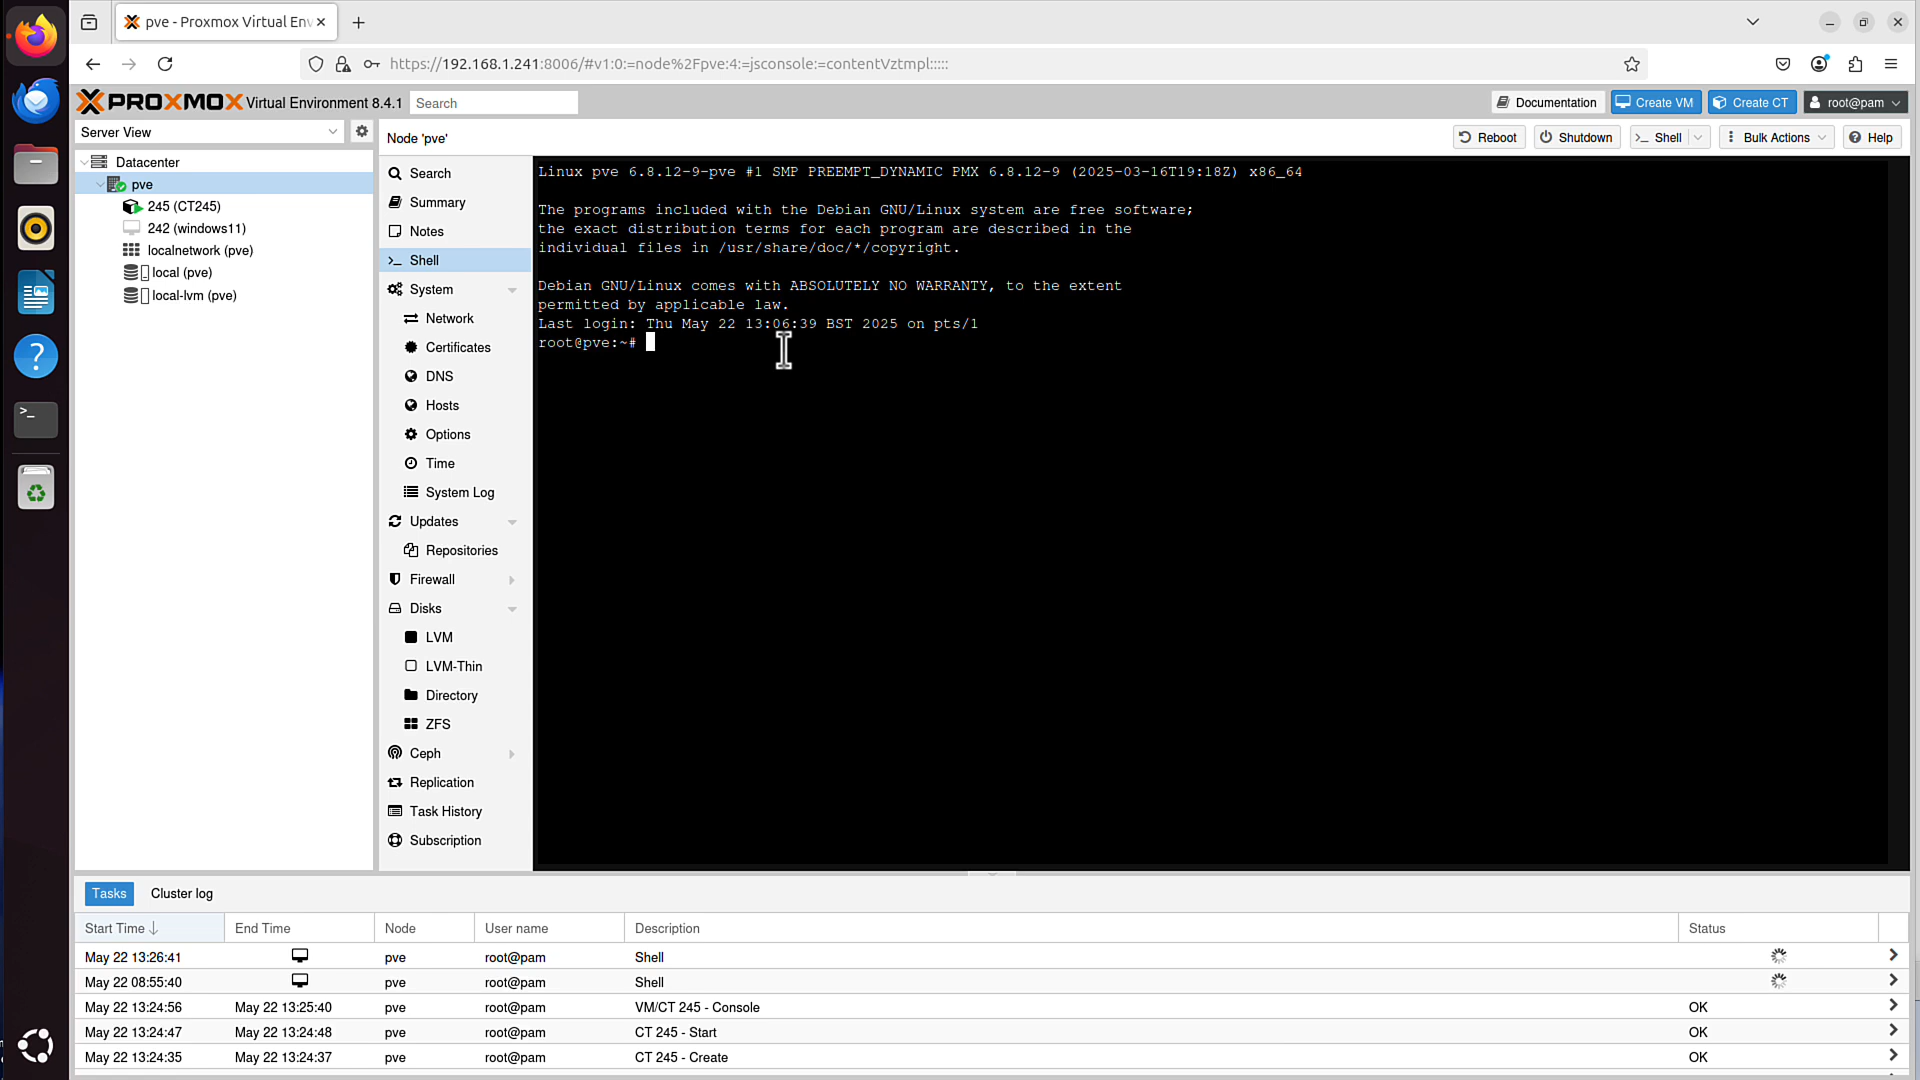 pve - Proxmox Virtual Env
https://192.168.1.241:8006/#v1:0:=node%2Fpve:4:=jsconsole:=contentVztmpl:::::
PROXMOX Virtual Environment 8.4.1
Search
Documentation
Create VM
Create CT
root@pam
Server View
Node 'pve'
Reboot
Shutdown
Shell
Bulk Actions
Help
Datacenter
pve
245 (CT245)
242 (windows11)
localnetwork (pve)
local (pve)
local-lvm (pve)
Search
Summary
Notes
Shell
System
Network
Certificates
DNS
Hosts
Options
Time
System Log
Updates
Repositories
Firewall
Disks
LVM
LVM-Thin
Directory
ZFS
Ceph
Replication
Task History
Subscription
Linux pve 6.8.12-9-pve #1 SMP PREEMPT_DYNAMIC PMX 6.8.12-9 (2025-03-16T19:18Z) x86_64
The programs included with the Debian GNU/Linux system are free software;
the exact distribution terms for each program are described in the
individual files in /usr/share/doc/*/copyright.
Debian GNU/Linux comes with ABSOLUTELY NO WARRANTY, to the extent
permitted by applicable law.
Last login: Thu May 22 13:06:39 BST 2025 on pts/1
root@pve:~#
Tasks
Cluster log
Start Time End Time Node User name Description Status
May 22 13:26:41 pve root@pam Shell
May 22 08:55:40 pve root@pam Shell
May 22 13:24:56 May 22 13:25:40 pve root@pam VM/CT 245 - Console OK
May 22 13:24:47 May 22 13:24:48 pve root@pam CT 245 - Start OK
May 22 13:24:35 May 22 13:24:37 pve root@pam CT 245 - Create OK